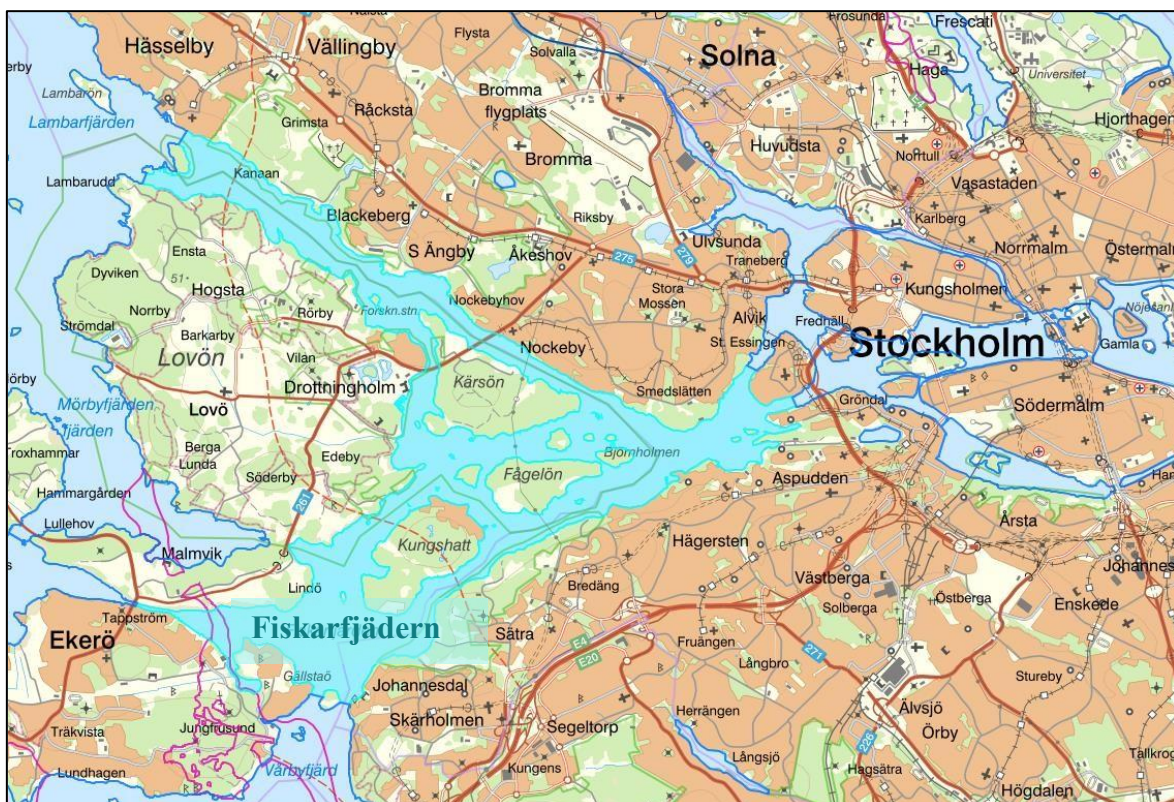 Hässelby
Vällingby
Flysta
Solvalla
Solna
Frösunda
Frescati
Haga
Universitet
Lambarön
Lambarfjärden
Råcksta
Bromma
flygplats
Grimsta
Hjorthagen
Huvudsta
Norrtull
Bromma
Vasastaden
Lambarudd
Kanaan
Blackeberg
Riksby
Karlberg
S Ängby
Åkeshov
Ulvsunda
Norrmalm
Östermalm
Ensta
275
279
Traneberg
Dyviken
51
Hogsta
Nockebyhov
Stora
Mossen
Kungsholmen
Norrby
Rörby
Forskn.stn
Alvik
Fredhäll
Strömdal
Barkarby
Nockeby
St. Essingen
Stockholm
Gamla
Lovön
Vilan
Kärsön
Drottningholm
Smedslätten
Gröndal
Mörbyfjärden
Lovö
Södermalm
fjärden
Berga
Edeby
Björnholmen
Troxhammar
Lunda
Söderby
Fågelön
Aspudden
Hammargården
261
Årsta
Lullehov
Malmvik
Kungshatt
Hägersten
Lindö
Bredäng
Västberga
Östberga
Enskede
Solberga
Tappström
Fiskarfjädern
Sätra
E4
E20
Fruängen
Ekerö
Långbro
271
Stureby
Gällstaö
Johannesdal
Herrängen
Älvsjö
Skärholmen
Segeltorp
Örby
Träkvista
Jungfrusund
Långsjö
226
Lundhagen
Vårbyfjärd
Kungens
Hagsätra
Högdalen